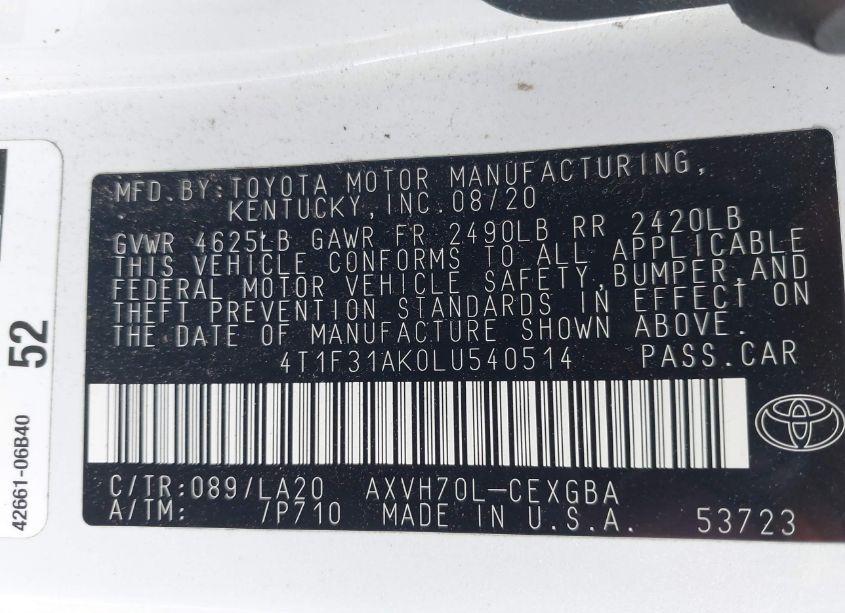 MFD. BY: TOYOTA MOTOR MANUFACTURING,
KENTUCKY, INC. 08/20
GVWR 4625LB GAWR FR 2490LB RR 2420LB
THIS VEHICLE CONFORMS TO ALL APPLICABLE
FEDERAL MOTOR VEHICLE SAFETY, BUMPER, AND
THEFT PREVENTION STANDARDS IN EFFECT ON
THE DATE OF MANUFACTURE SHOWN ABOVE.
4T1F31AK0LU540514 PASS. CAR
C/TR: 089/LA20 AXVH70L-CEXGBA
A/TM: /P710 MADE IN U.S.A. 53723
42661-06B40
52